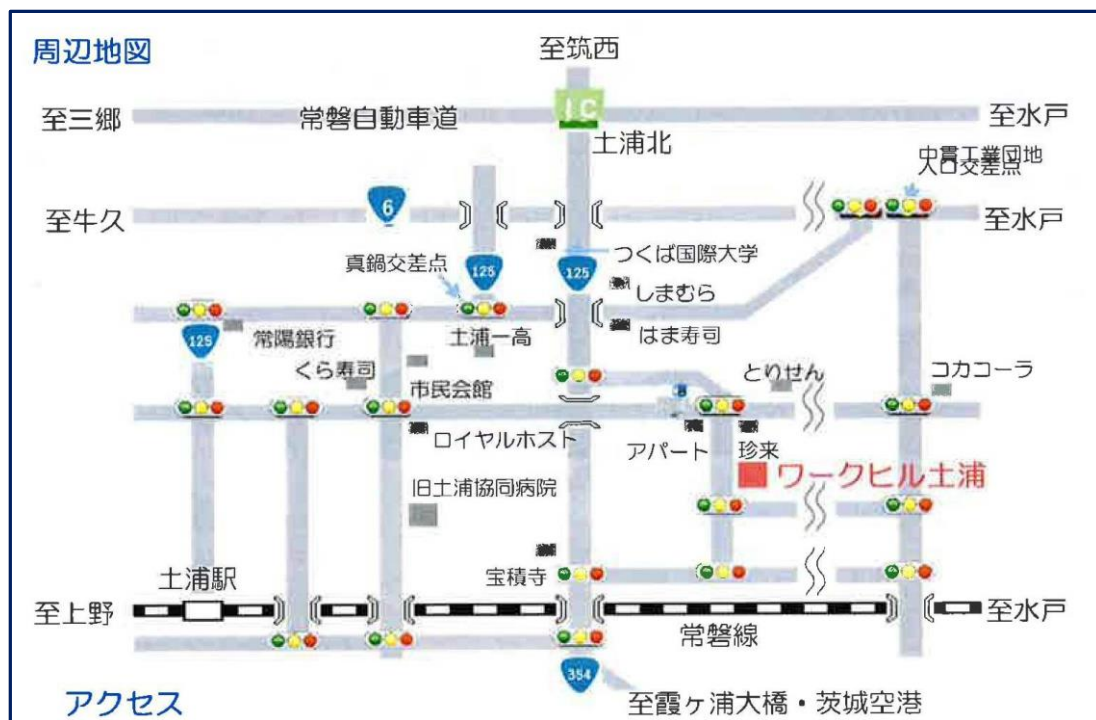 周辺地図
至筑西
至三郷
常磐自動車道
IC
至水戸
土浦北
中貫工業団地
入口交差点
至牛久
6
至水戸
つくば国際大学
真鍋交差点
125
125
しまむら
125
常陽銀行
土浦一高
はま寿司
くら寿司
市民会館
とりせん
コカコーラ
ロイヤルホスト
アパート
珍来
ワークヒル土浦
旧土浦協同病院
土浦駅
宝積寺
至上野
常磐線
至水戸
354
至霞ヶ浦大橋・茨城空港
アクセス